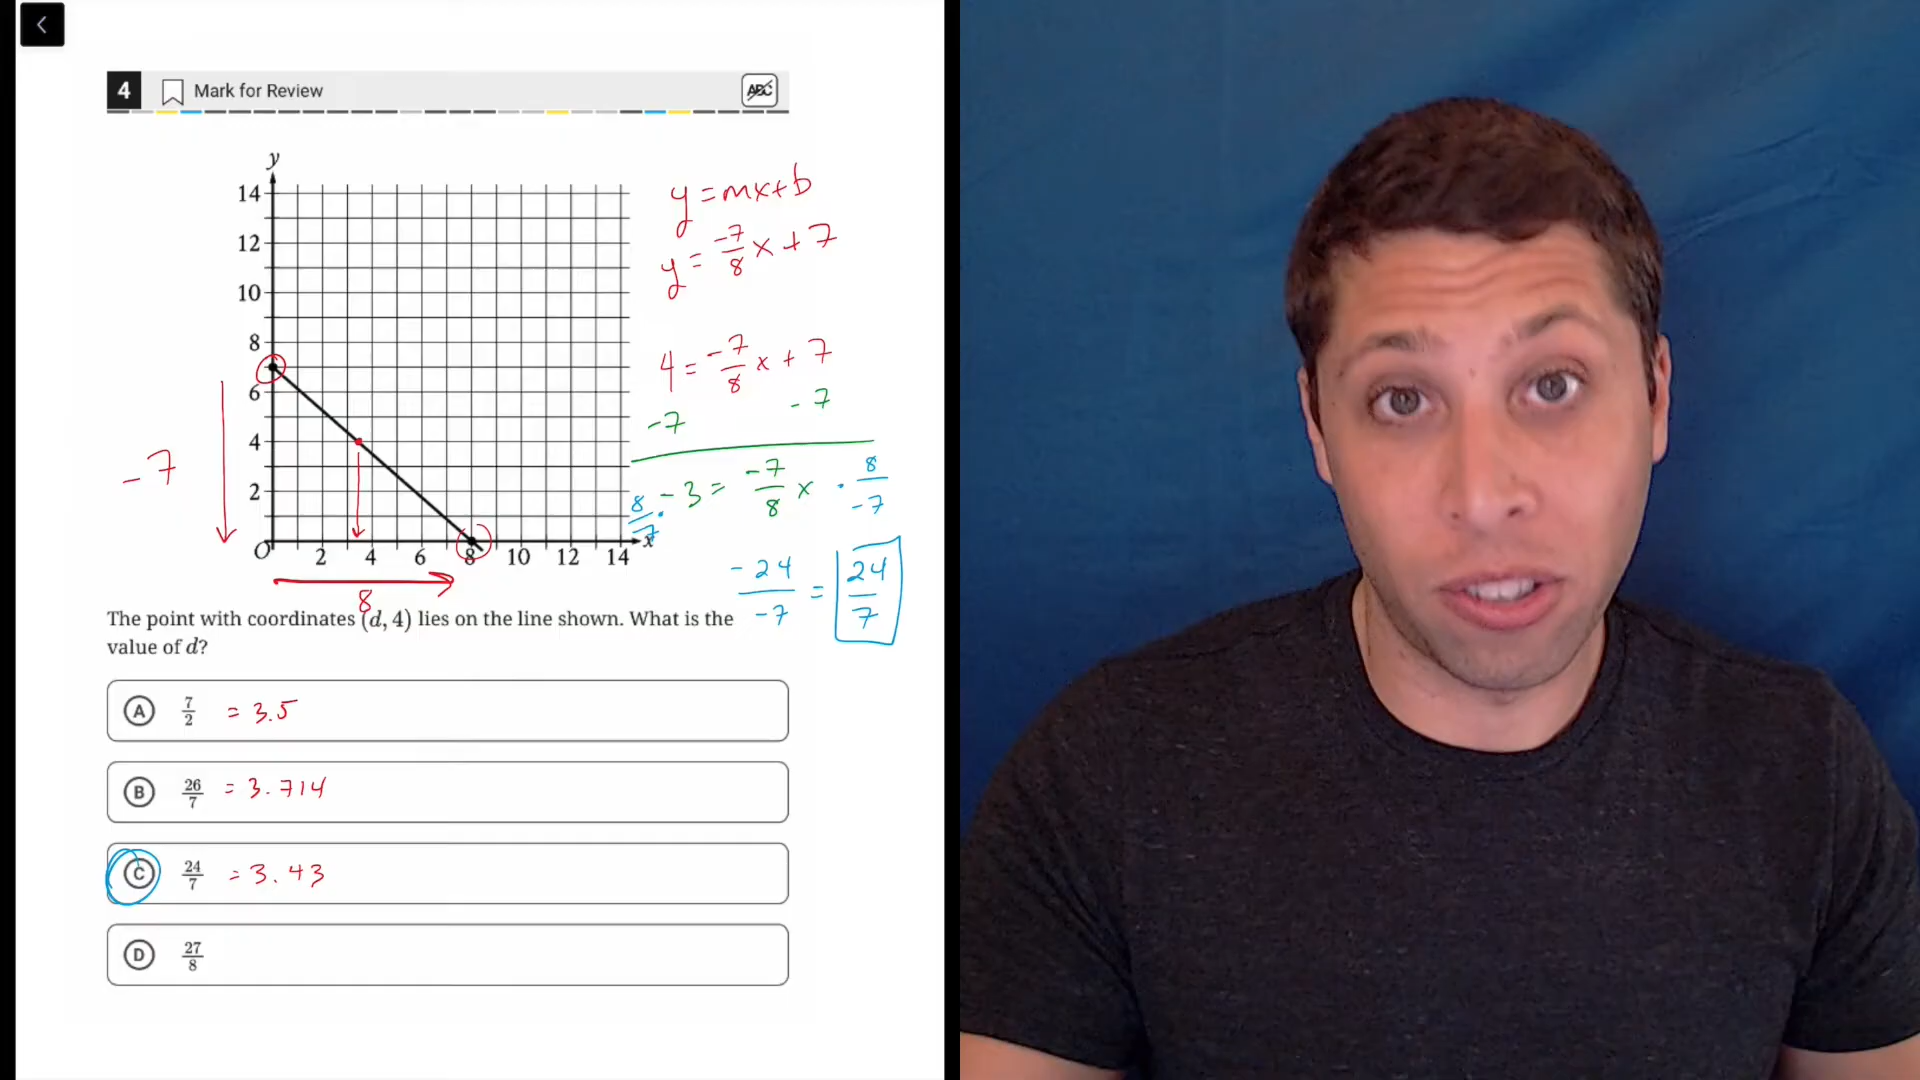 4 Mark for Review ABC
y
14
12
10
8
6
4
2
O 2 4 6 8 10 12 14 x
-7
8
y = mx+b
y = -7/8 x + 7
4 = -7/8 x + 7
-7 -7
8/-7 · -3 = -7/8 x · 8/-7
-24/-7 = 24/7
The point with coordinates (d, 4) lies on the line shown. What is the
value of d?
A 7/2 = 3.5
B 26/7 = 3.714
C 24/7 = 3.43
D 27/8